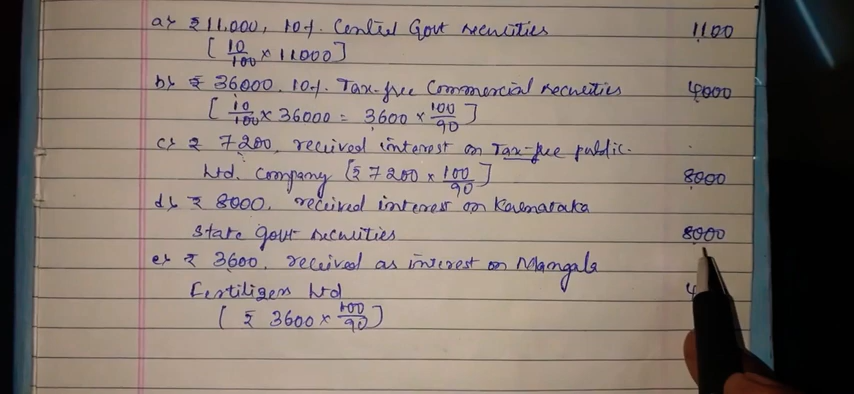 a) ₹ 11,000, 10%. Central Govt securities 1100
[ 10/100 × 11000 ]
b) ₹ 36000. 10%. Tax-free Commercial securities 4000
[ 10/100 × 36000 = 3600 × 100/90 ]
c) ₹ 7200, received interest on Tax-free public.
Ltd. Company [ ₹ 7200 × 100/90 ] 8000
d) ₹ 8000, received interest on Karnataka
State Govt securities 8000
e) ₹ 3600, received as interest on Mangala
Fertilizers Ltd 4
( ₹ 3600 × 100/90 )